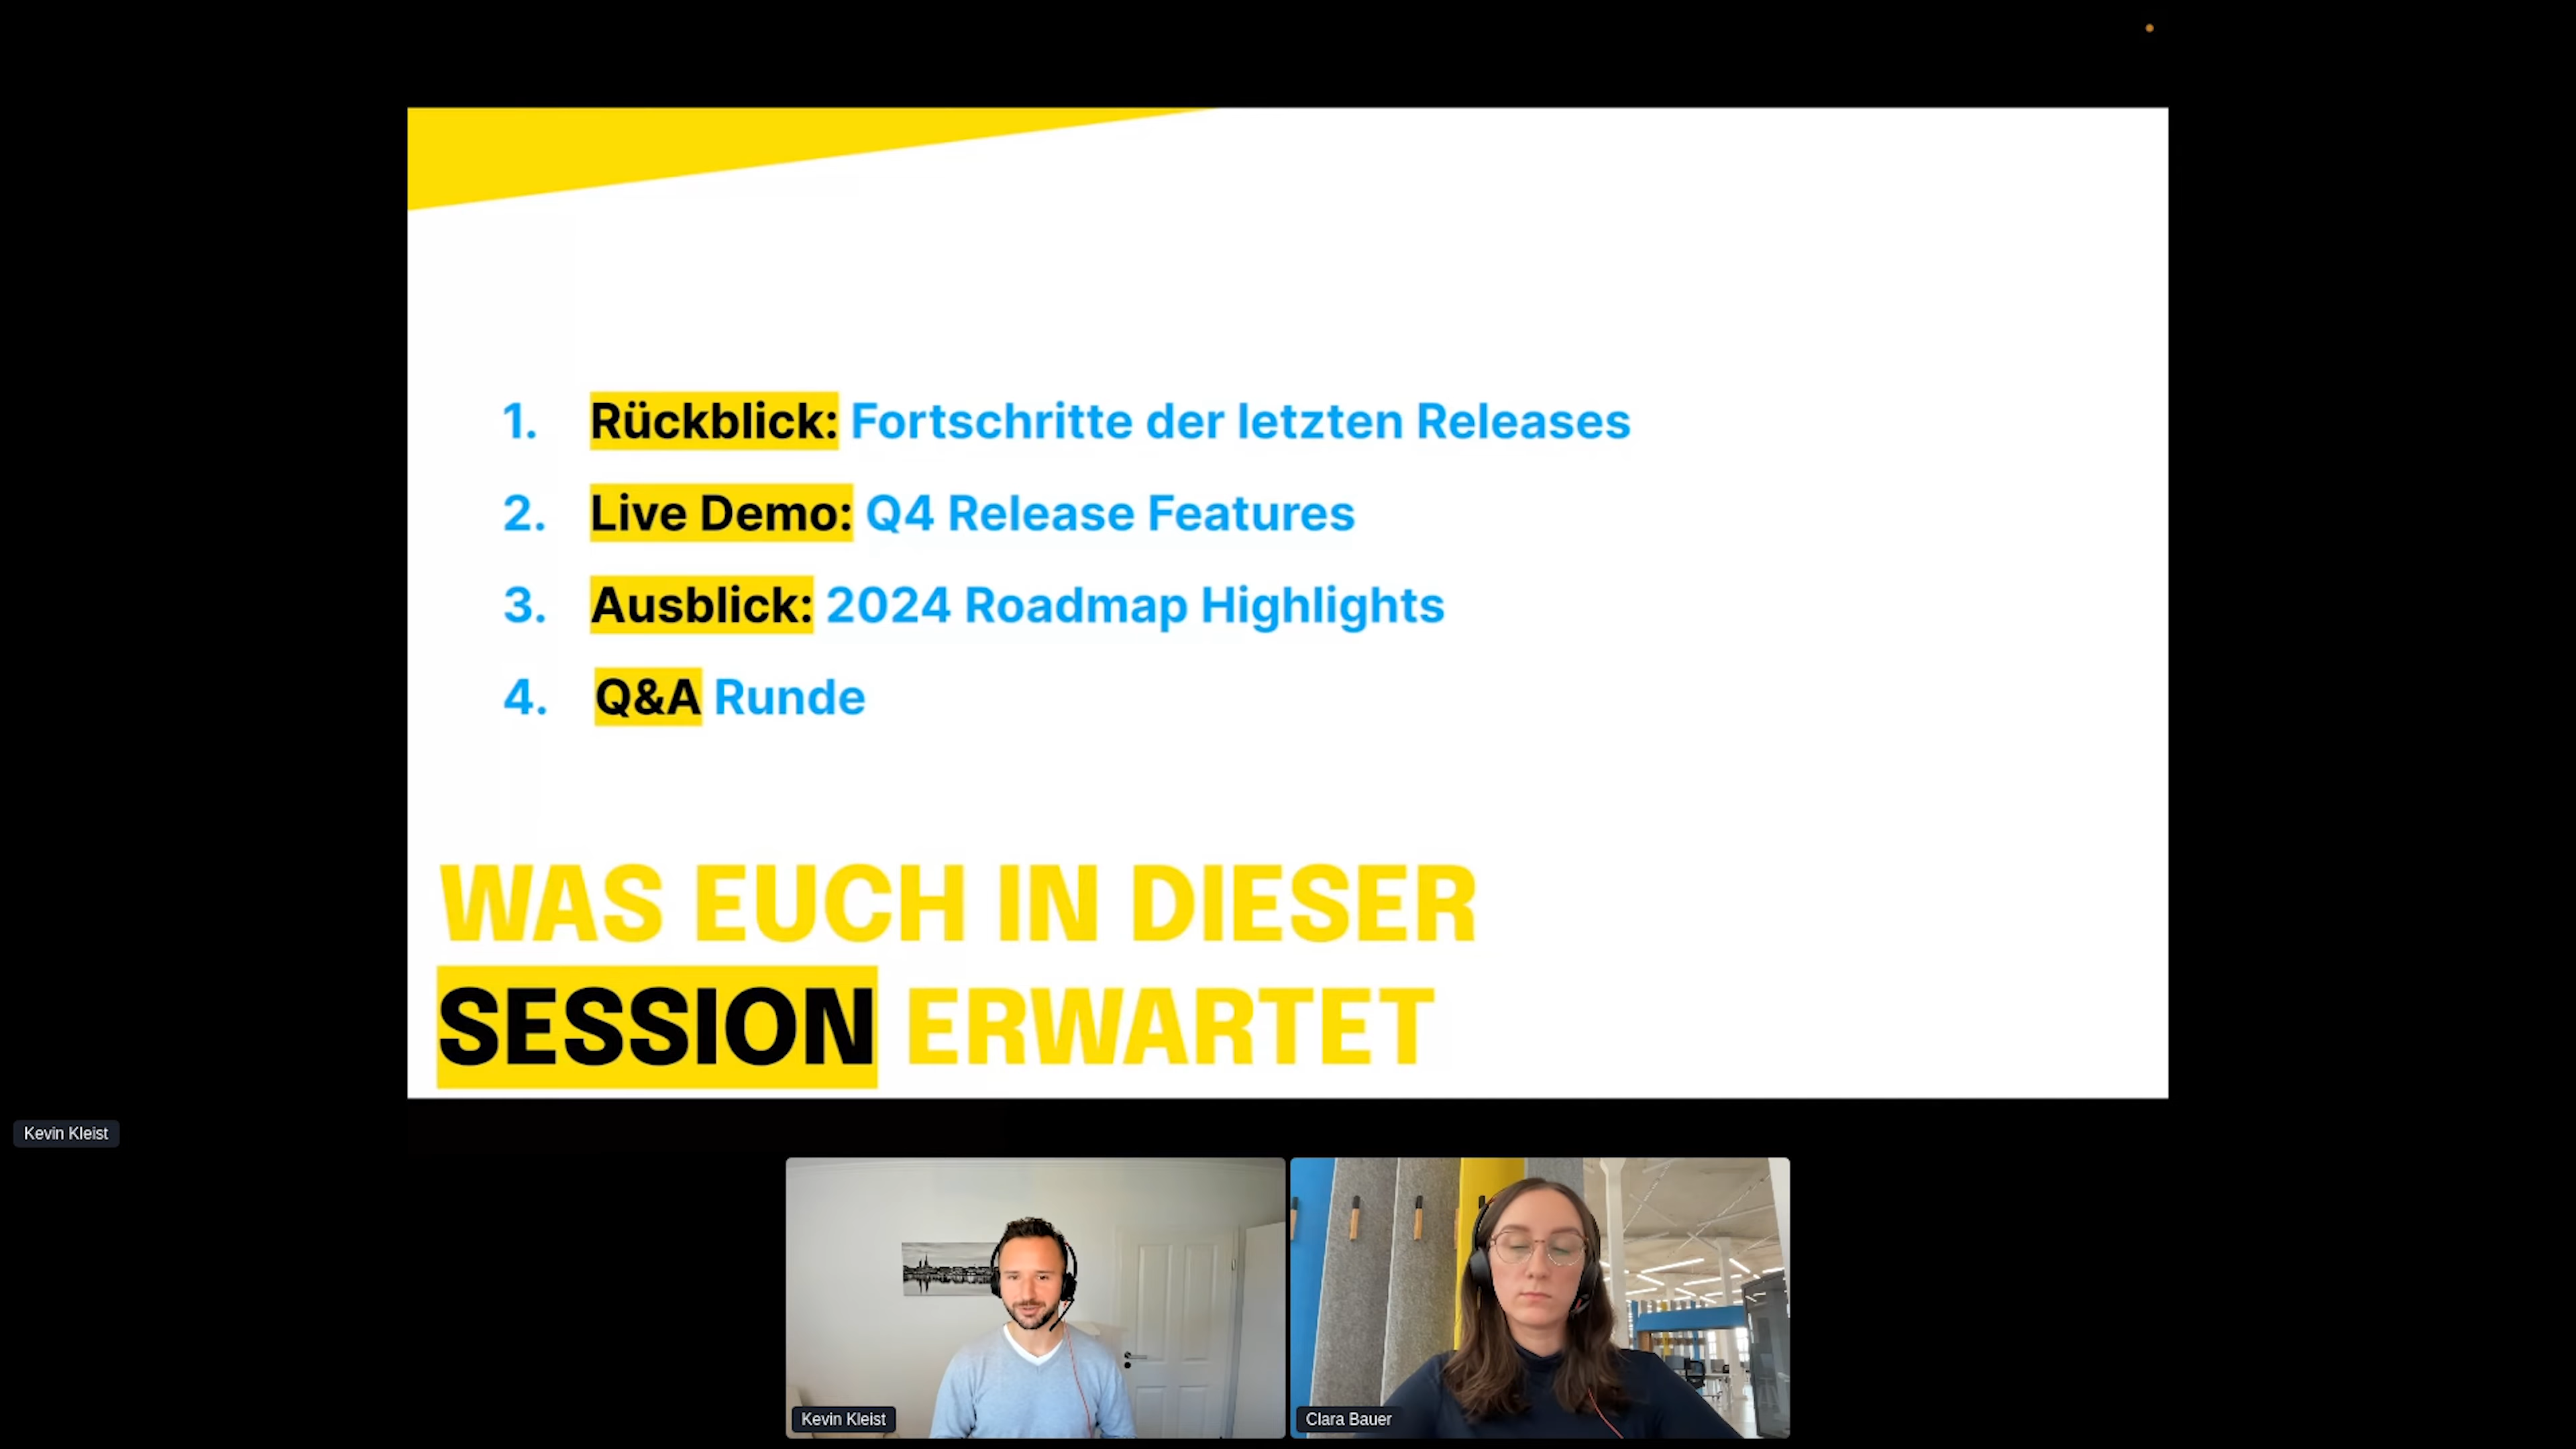 1. Rückblick: Fortschritte der letzten Releases
2. Live Demo: Q4 Release Features
3. Ausblick: 2024 Roadmap Highlights
4. Q&A Runde
WAS EUCH IN DIESER
SESSION ERWARTET
Kevin Kleist
Kevin Kleist
Clara Bauer